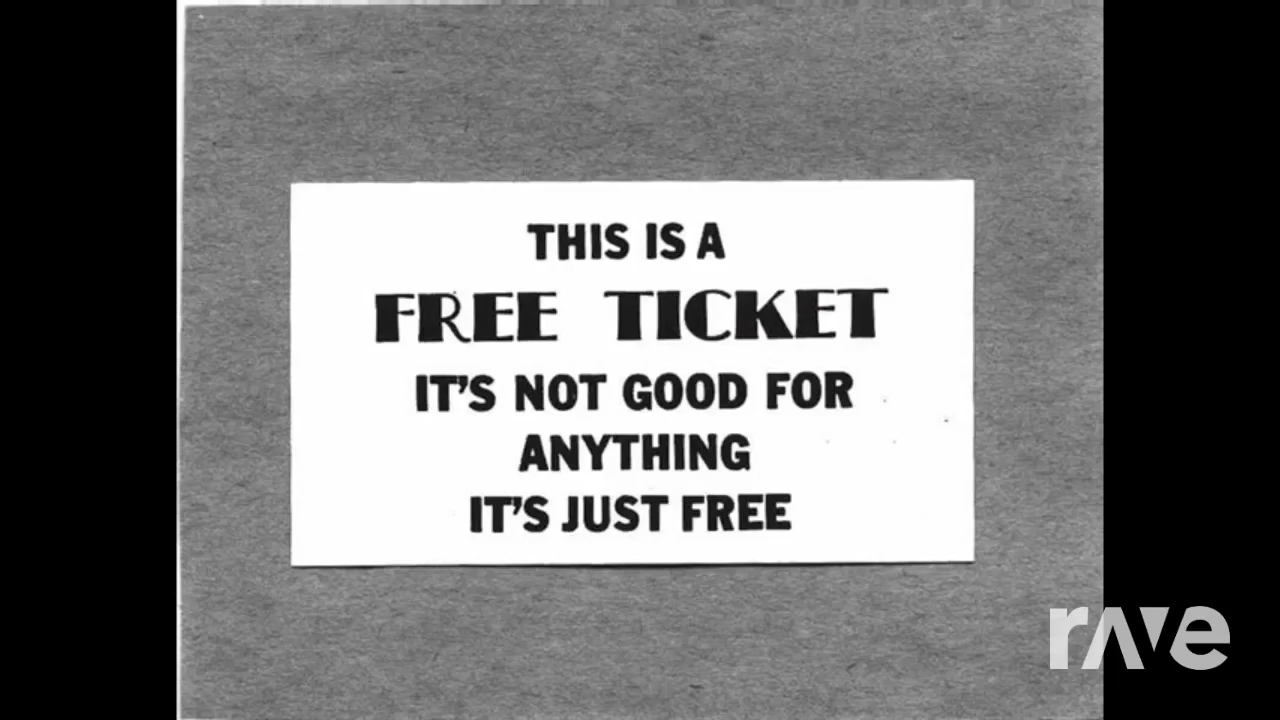 THIS IS A
FREE TICKET
IT'S NOT GOOD FOR
ANYTHING
IT'S JUST FREE
rave